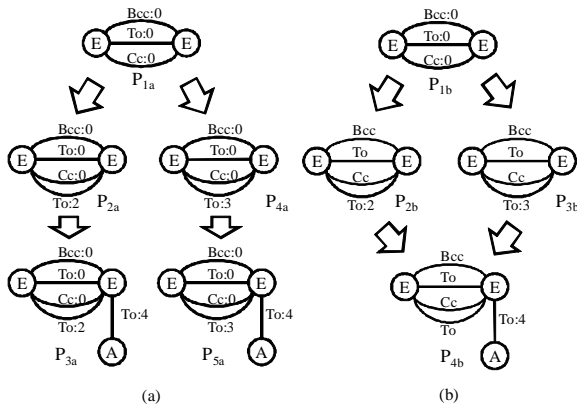 Bcc:0 Bcc:0
E To:0 E E To:0 E
Cc:0 Cc:0
P1a P1b
Bcc:0 Bcc:0 Bcc Bcc
E To:0 E E To:0 E E To E E To E
Cc:0 Cc:0 Cc Cc
To:2 P2a To:3 P4a To:2 P2b To:3 P3b
Bcc:0 Bcc:0 Bcc
E To:0 E E To:0 E E To E
Cc:0 Cc:0 Cc
To:2 To:4 To:3 To:4 To To:4
P3a A P5a A P4b A
(a) (b)